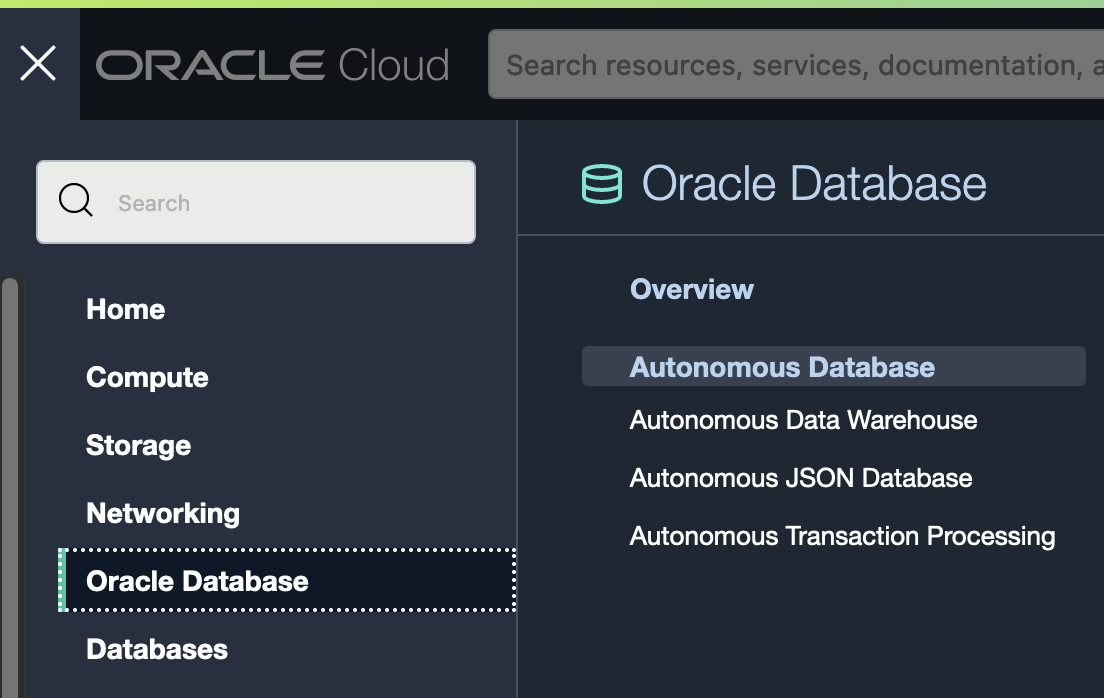 ORACLE Cloud
Search resources, services, documentation,
Search
Home
Compute
Storage
Networking
Oracle Database
Databases
Oracle Database
Overview
Autonomous Database
Autonomous Data Warehouse
Autonomous JSON Database
Autonomous Transaction Processing